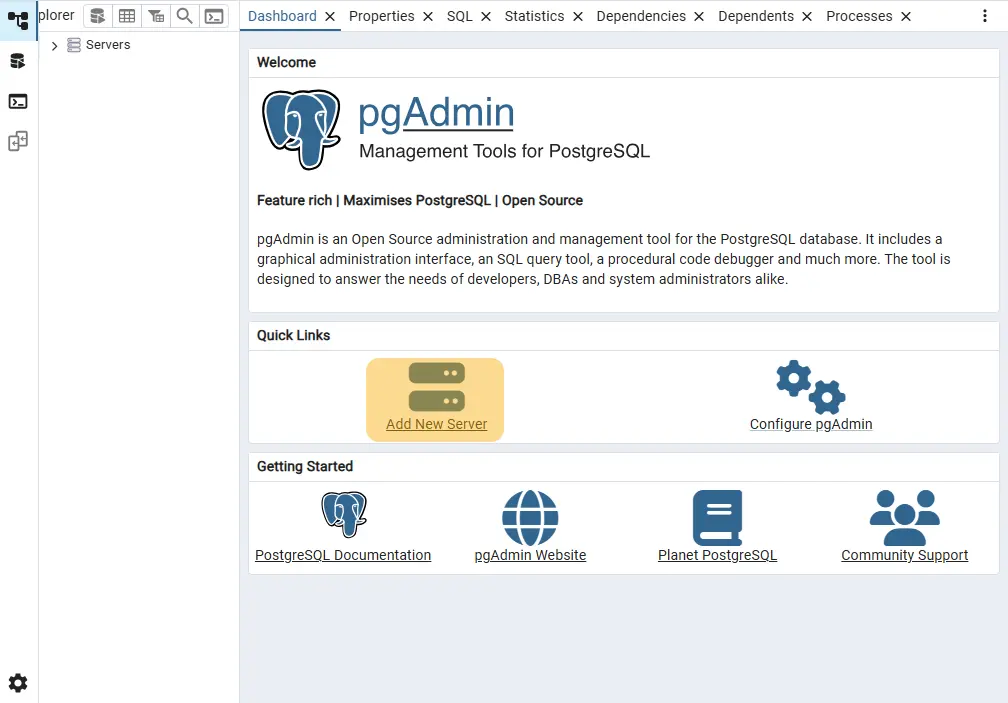 plorer
Dashboard
Properties
SQL
Statistics
Dependencies
Dependents
Processes
Servers
Welcome
pgAdmin
Management Tools for PostgreSQL
Feature rich | Maximises PostgreSQL | Open Source
pgAdmin is an Open Source administration and management tool for the PostgreSQL database. It includes a
graphical administration interface, an SQL query tool, a procedural code debugger and much more. The tool is
designed to answer the needs of developers, DBAs and system administrators alike.
Quick Links
Add New Server
Configure pgAdmin
Getting Started
PostgreSQL Documentation
pgAdmin Website
Planet PostgreSQL
Community Support